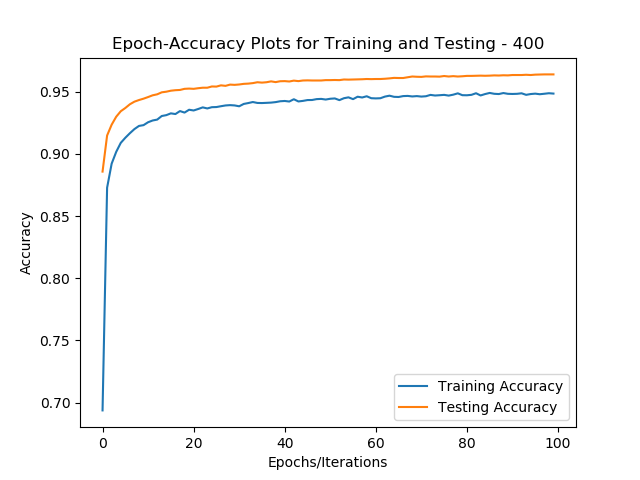 Epoch-Accuracy Plots for Training and Testing - 400
Accuracy
0.95
0.90
0.85
0.80
0.75
0.70
Training Accuracy
Testing Accuracy
0 20 40 60 80 100
Epochs/Iterations